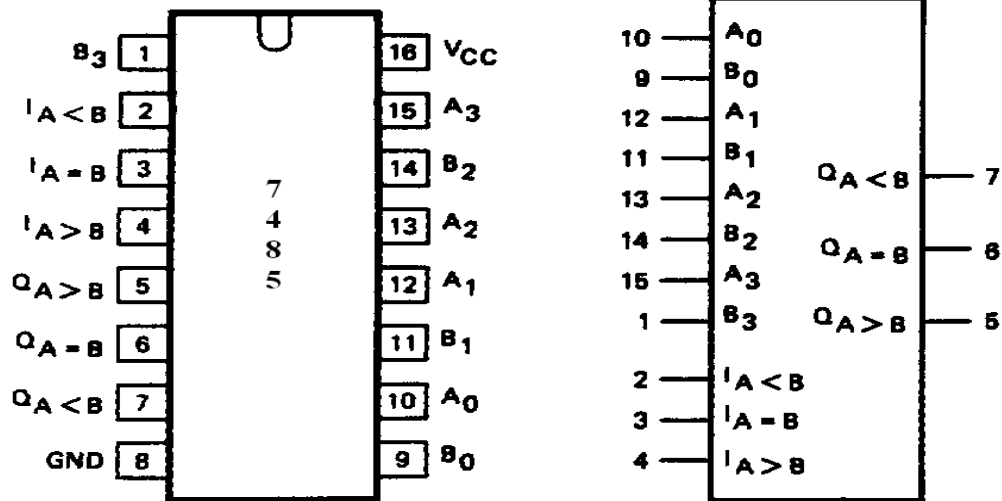 B3 1 16 VCC
IA<B 2 15 A3
IA=B 3 14 B2
IA>B 4 13 A2
QA>B 5 12 A1
QA=B 6 11 B1
QA<B 7 10 A0
GND 8 9 B0
7
4
8
5
10 A0
9 B0
12 A1
11 B1
13 A2
14 B2
15 A3
1 B3
2 IA<B
3 IA=B
4 IA>B
QA<B 7
QA=B 6
QA>B 5